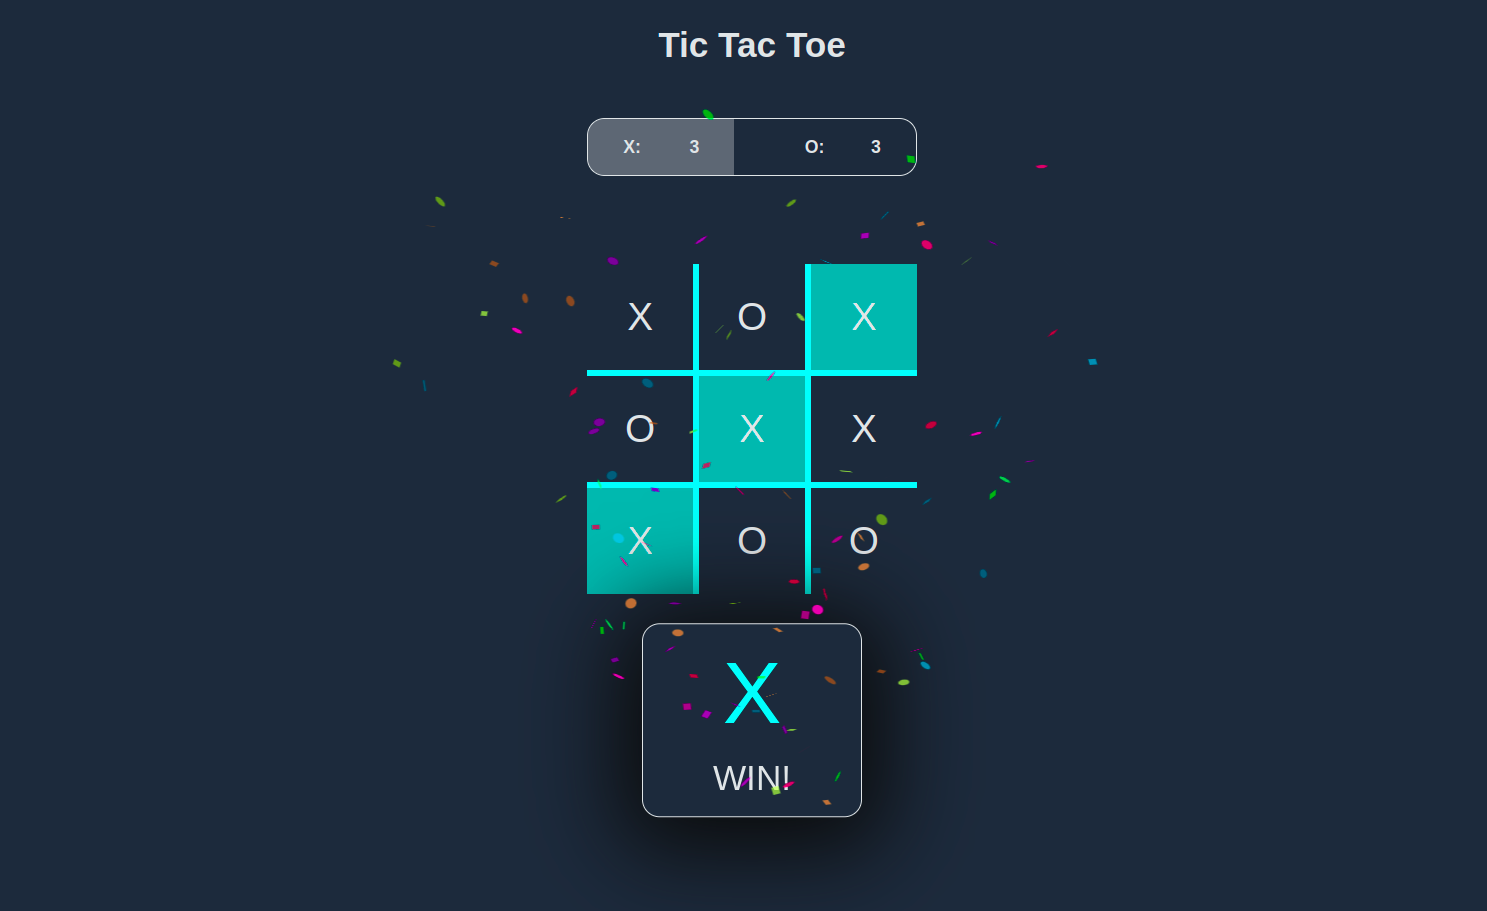 Tic Tac Toe
X: 3 O: 3
X O X
O X X
X O O
X
WIN!